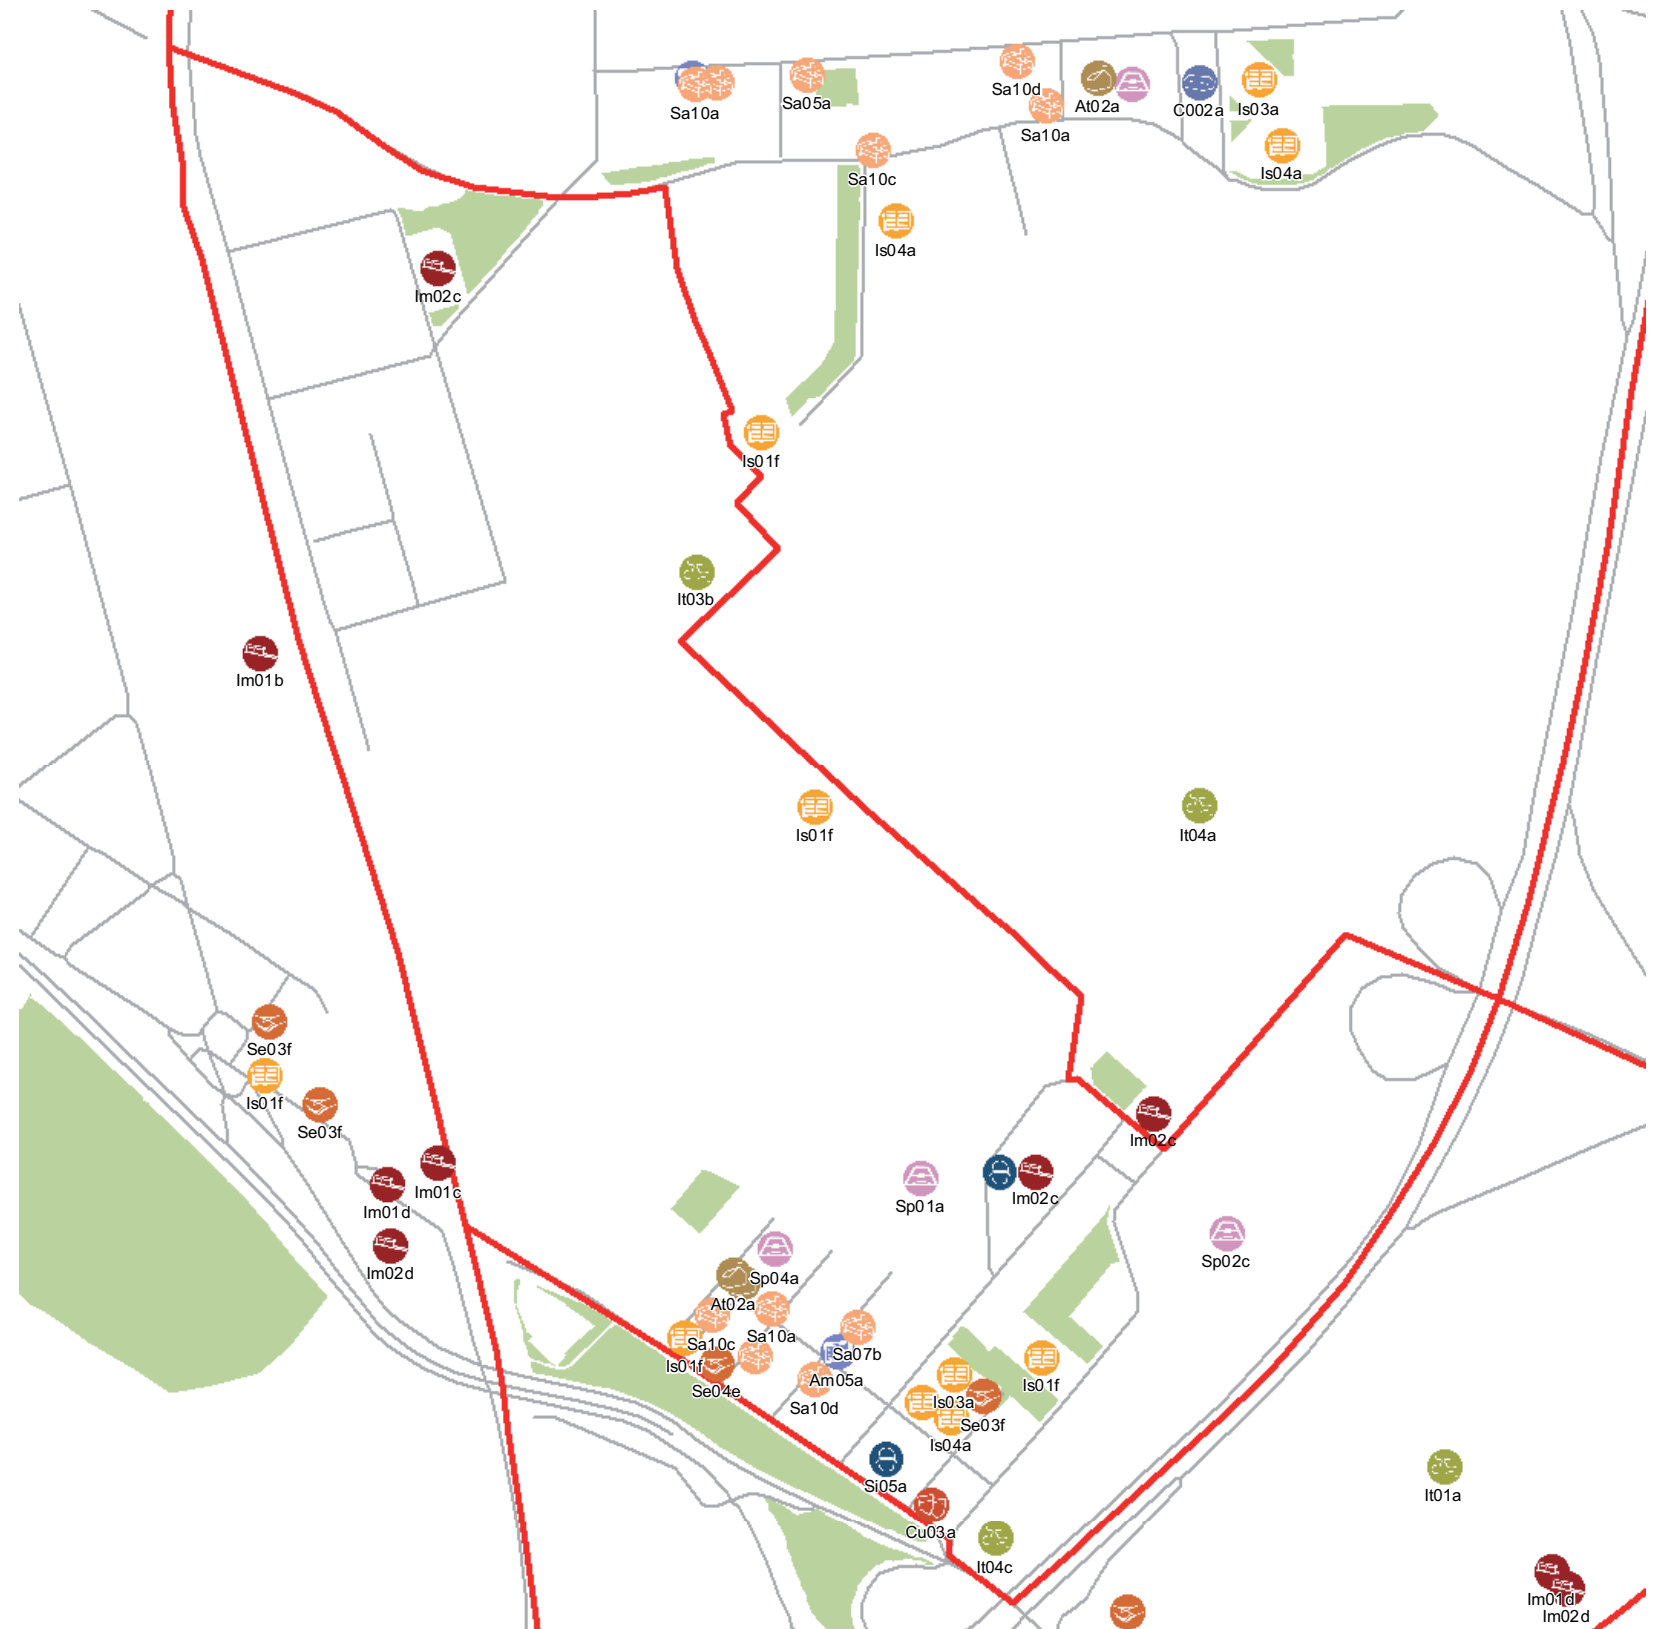 Sa10a
Sa05a
Sa10d
Sa10a
At02a
C002a
Is03a
Is04a
Sa10c
Is04a
Im02c
Is01f
It03b
Im01b
Is01f
It04a
Se03f
Is01f
Se03f
Im02c
Im01c
Im01d
Im02d
Sp01a
Im02c
Sp02c
Sp04a
At02a
Sa10a
Sa10c
Sa07b
Is01f
Se04e
Am05a
Sa10d
Is01f
Is03a
Se03f
Is04a
Si05a
Cu03a
It04c
It01a
Im01d
Im02d